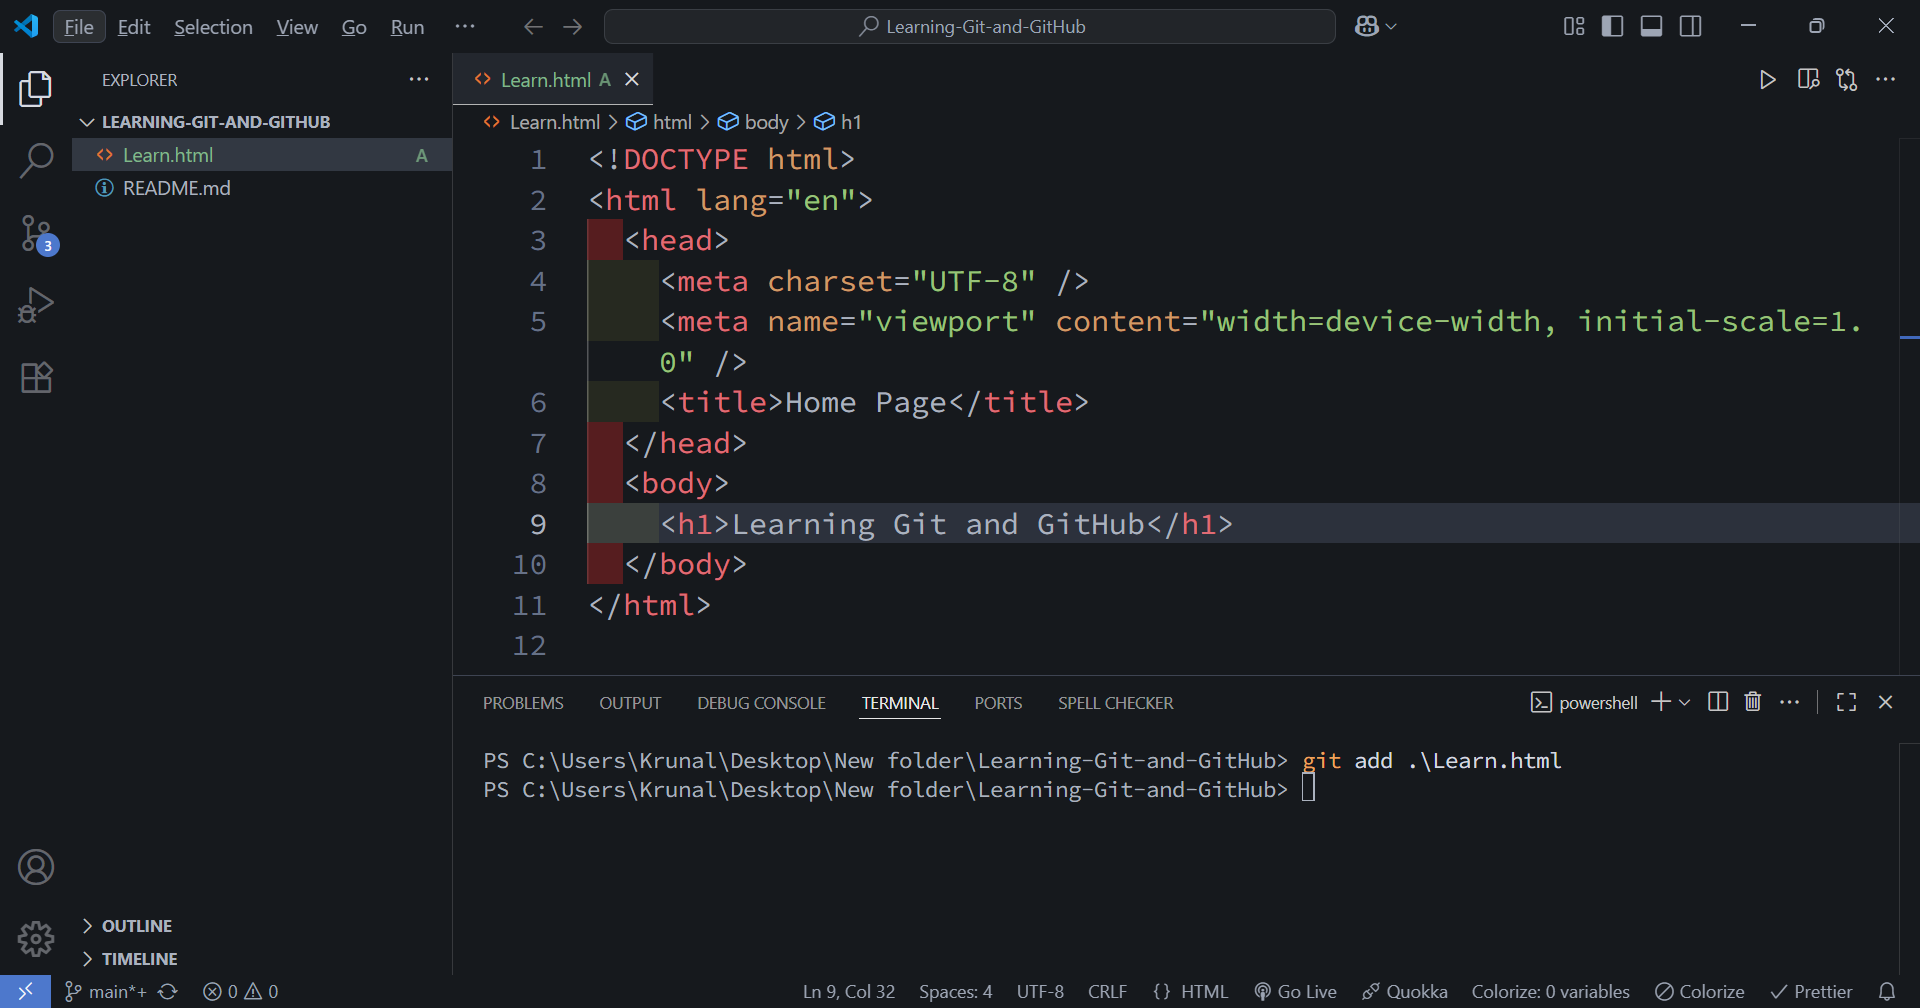 File Edit Selection View Go Run ··· Learning-Git-and-GitHub
EXPLORER ···
LEARNING-GIT-AND-GITHUB
Learn.html A
README.md
3
Learn.html A
Learn.html > html > body > h1
1 <!DOCTYPE html>
2 <html lang="en">
3 <head>
4 <meta charset="UTF-8" />
5 <meta name="viewport" content="width=device-width, initial-scale=1.
0" />
6 <title>Home Page</title>
7 </head>
8 <body>
9 <h1>Learning Git and GitHub</h1>
10 </body>
11 </html>
12
PROBLEMS OUTPUT DEBUG CONSOLE TERMINAL PORTS SPELL CHECKER powershell
PS C:\Users\Krunal\Desktop\New folder\Learning-Git-and-GitHub> git add .\Learn.html
PS C:\Users\Krunal\Desktop\New folder\Learning-Git-and-GitHub>
OUTLINE
TIMELINE
main*+ 0 0 Ln 9, Col 32 Spaces: 4 UTF-8 CRLF {} HTML Go Live Quokka Colorize: 0 variables Colorize Prettier